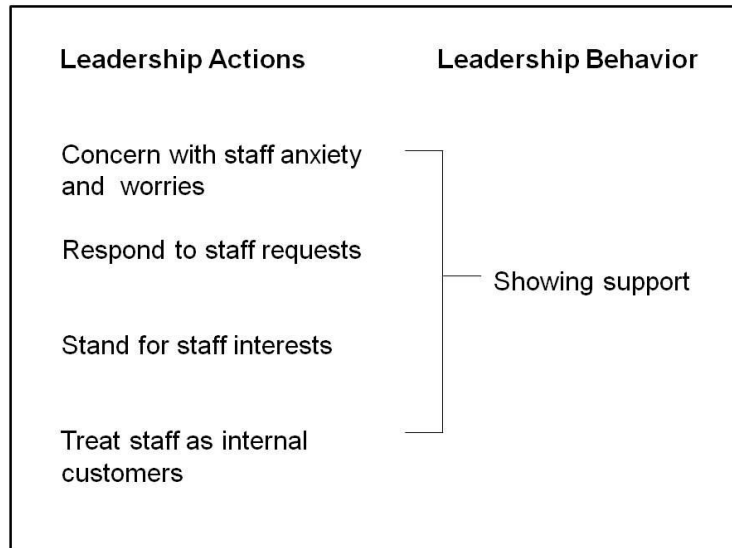 Leadership Actions
Leadership Behavior
Concern with staff anxiety
and worries
Respond to staff requests
Showing support
Stand for staff interests
Treat staff as internal
customers